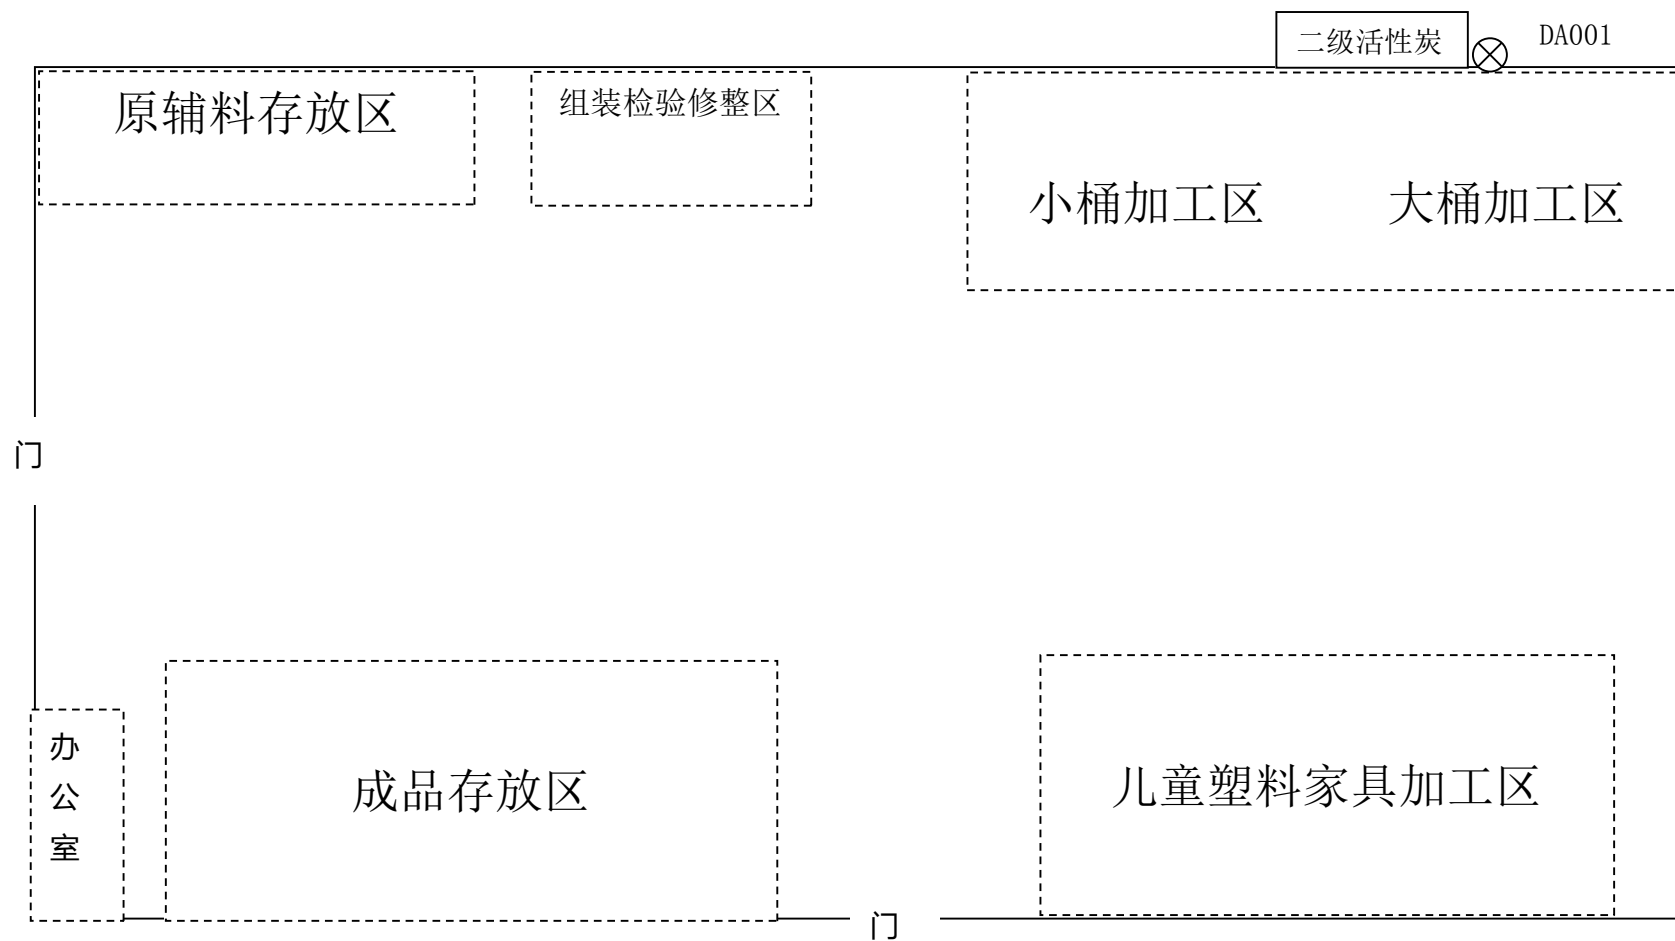 二级活性炭
DA001
原辅料存放区
组装检验修整区
小桶加工区
大桶加工区
门
办
公
室
成品存放区
儿童塑料家具加工区
门